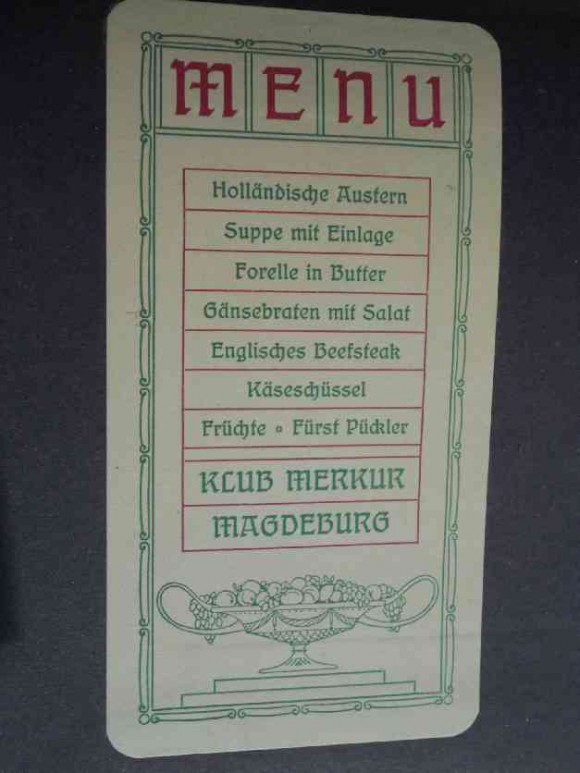 MENU
Holländische Austern
Suppe mit Einlage
Forelle in Butter
Gänsebraten mit Salat
Englisches Beefsteak
Käseschüssel
Früchte ∘ Fürst Pückler
KLUB MERKUR
MAGDEBURG